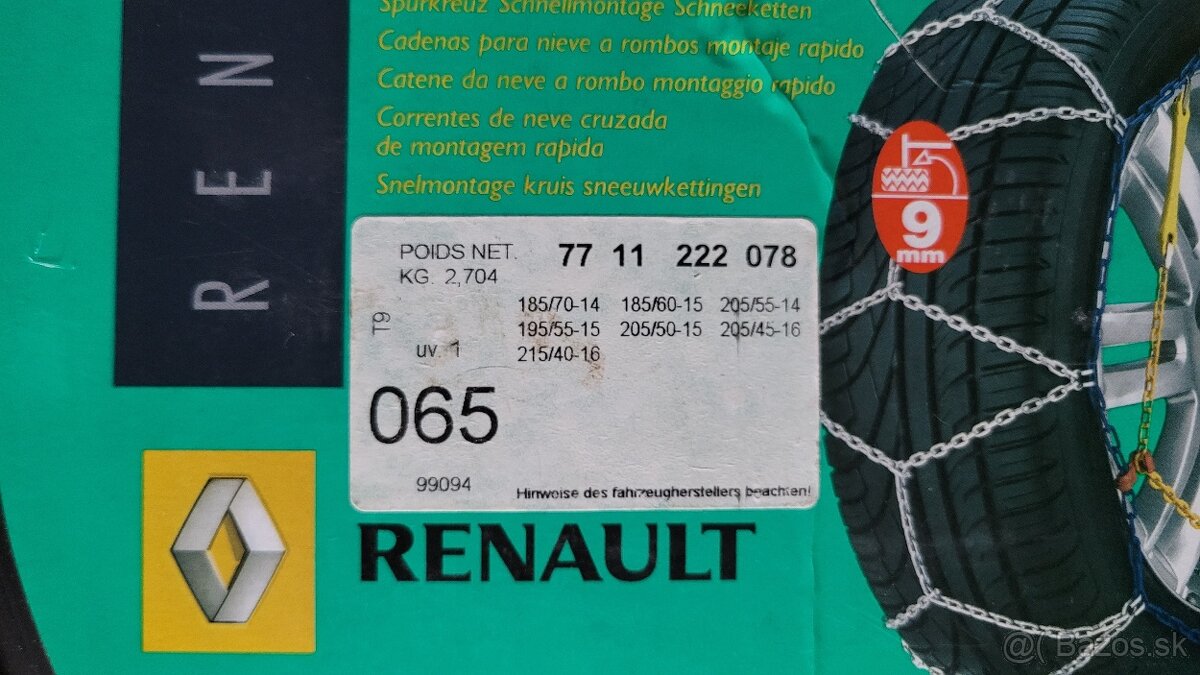 Spurkreuz Schnellmontage Schneeketten
Cadenas para nieve a rombos montaje rapido
Catene da neve a rombo montaggio rapido
Correntes de neve cruzada
de montagem rapida
Snelmontage kruis sneeuwkettingen
REN
9
mm
POIDS NET. 77 11 222 078
KG. 2,704
T9
185/70-14 185/60-15 205/55-14
195/55-15 205/50-15 205/45-16
UV. 1 215/40-16
065
99094 Hinweise des fahrzeugherstellers beachten!
RENAULT
@( Bazos.sk